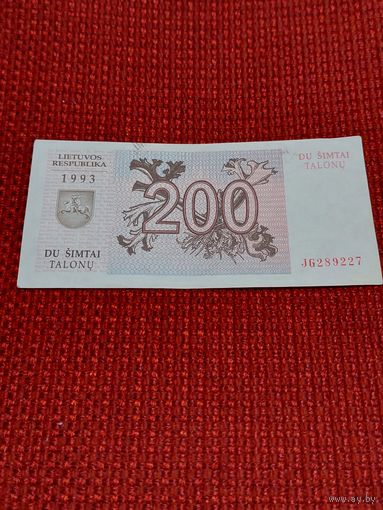 LIETUVOS
RESPUBLIKA
1993
DU ŠIMTAI
TALONŲ
200
DU ŠIMTAI
TALONŲ
JG289227
www.ay.by